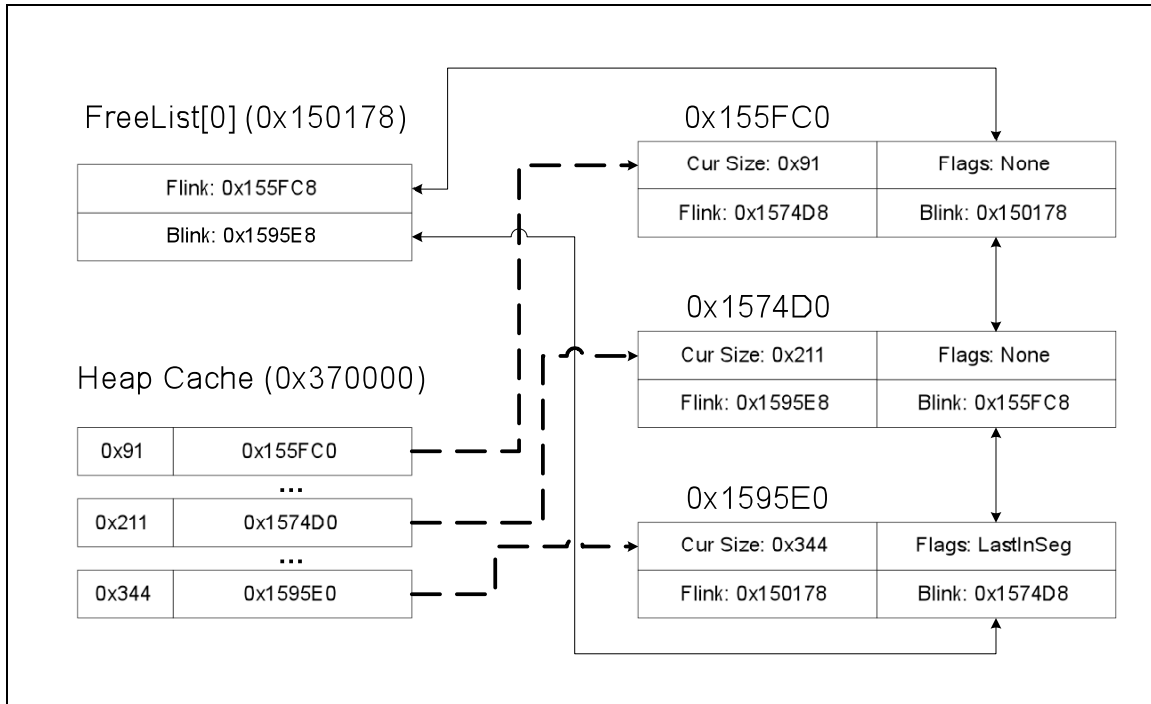 FreeList[0] (0x150178)
Flink: 0x155FC8
Blink: 0x1595E8
Heap Cache (0x370000)
0x91 0x155FC0
...
0x211 0x1574D0
...
0x344 0x1595E0
0x155FC0
Cur Size: 0x91 Flags: None
Flink: 0x1574D8 Blink: 0x150178
0x1574D0
Cur Size: 0x211 Flags: None
Flink: 0x1595E8 Blink: 0x155FC8
0x1595E0
Cur Size: 0x344 Flags: LastInSeg
Flink: 0x150178 Blink: 0x1574D8